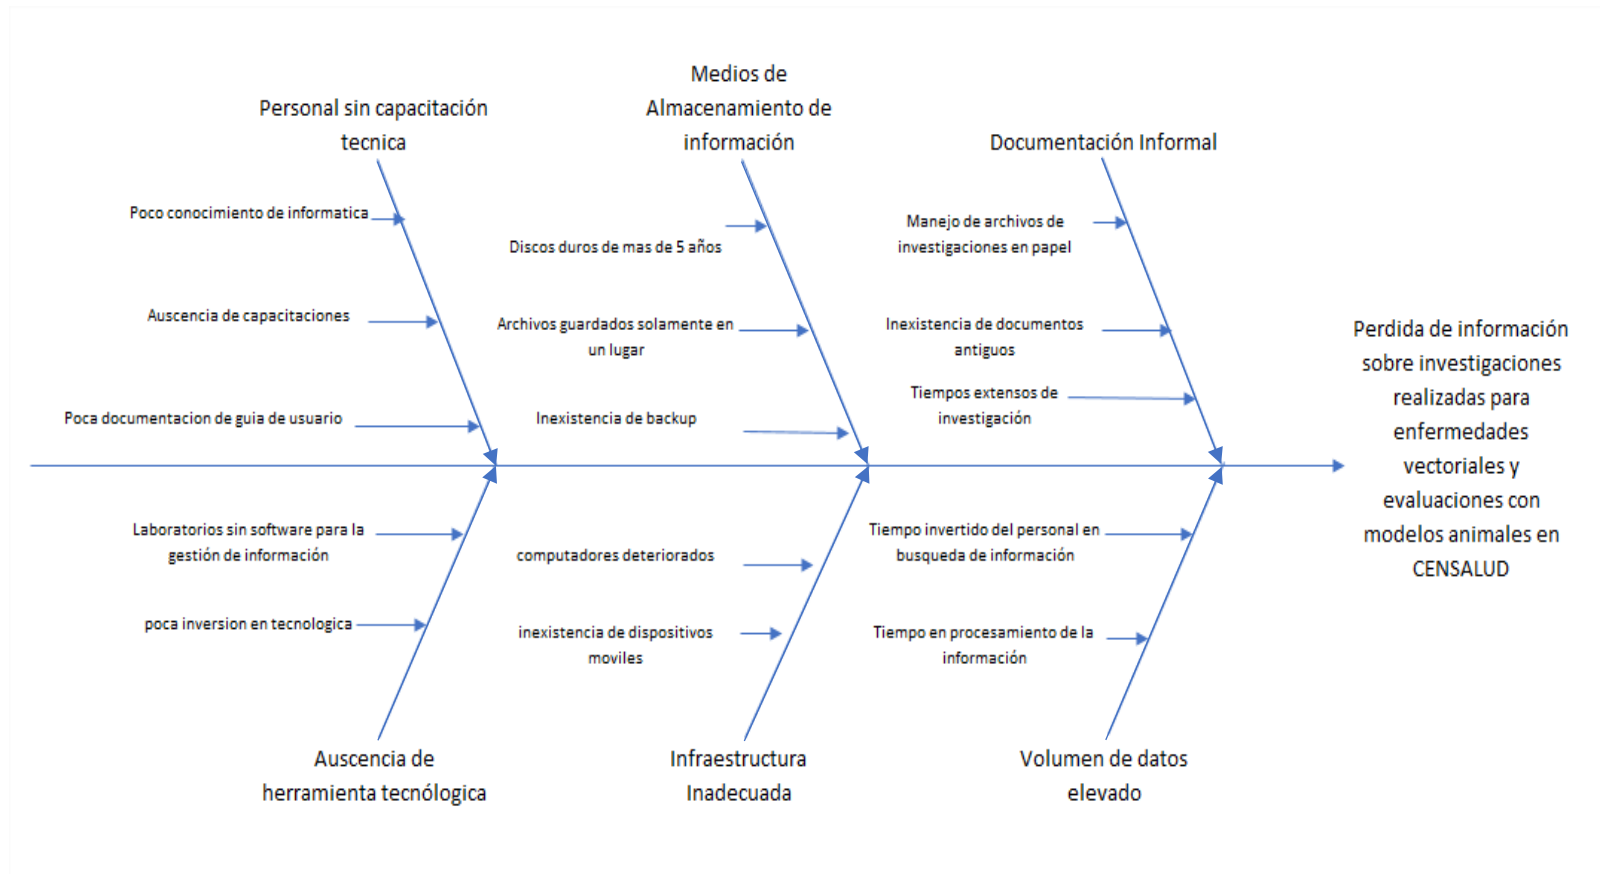 Personal sin capacitación
tecnica
Medios de
Almacenamiento de
información
Documentación Informal
Poco conocimiento de informatica
Auscencia de capacitaciones
Poca documentacion de guia de usuario
Discos duros de mas de 5 años
Archivos guardados solamente en
un lugar
Inexistencia de backup
Manejo de archivos de
investigaciones en papel
Inexistencia de documentos
antiguos
Tiempos extensos de
investigación
Perdida de información
sobre investigaciones
realizadas para
enfermedades
vectoriales y
evaluaciones con
modelos animales en
CENSALUD
Laboratorios sin software para la
gestión de información
poca inversion en tecnologica
computadores deteriorados
inexistencia de dispositivos
moviles
Tiempo invertido del personal en
busqueda de información
Tiempo en procesamiento de la
información
Auscencia de
herramienta tecnólogica
Infraestructura
Inadecuada
Volumen de datos
elevado